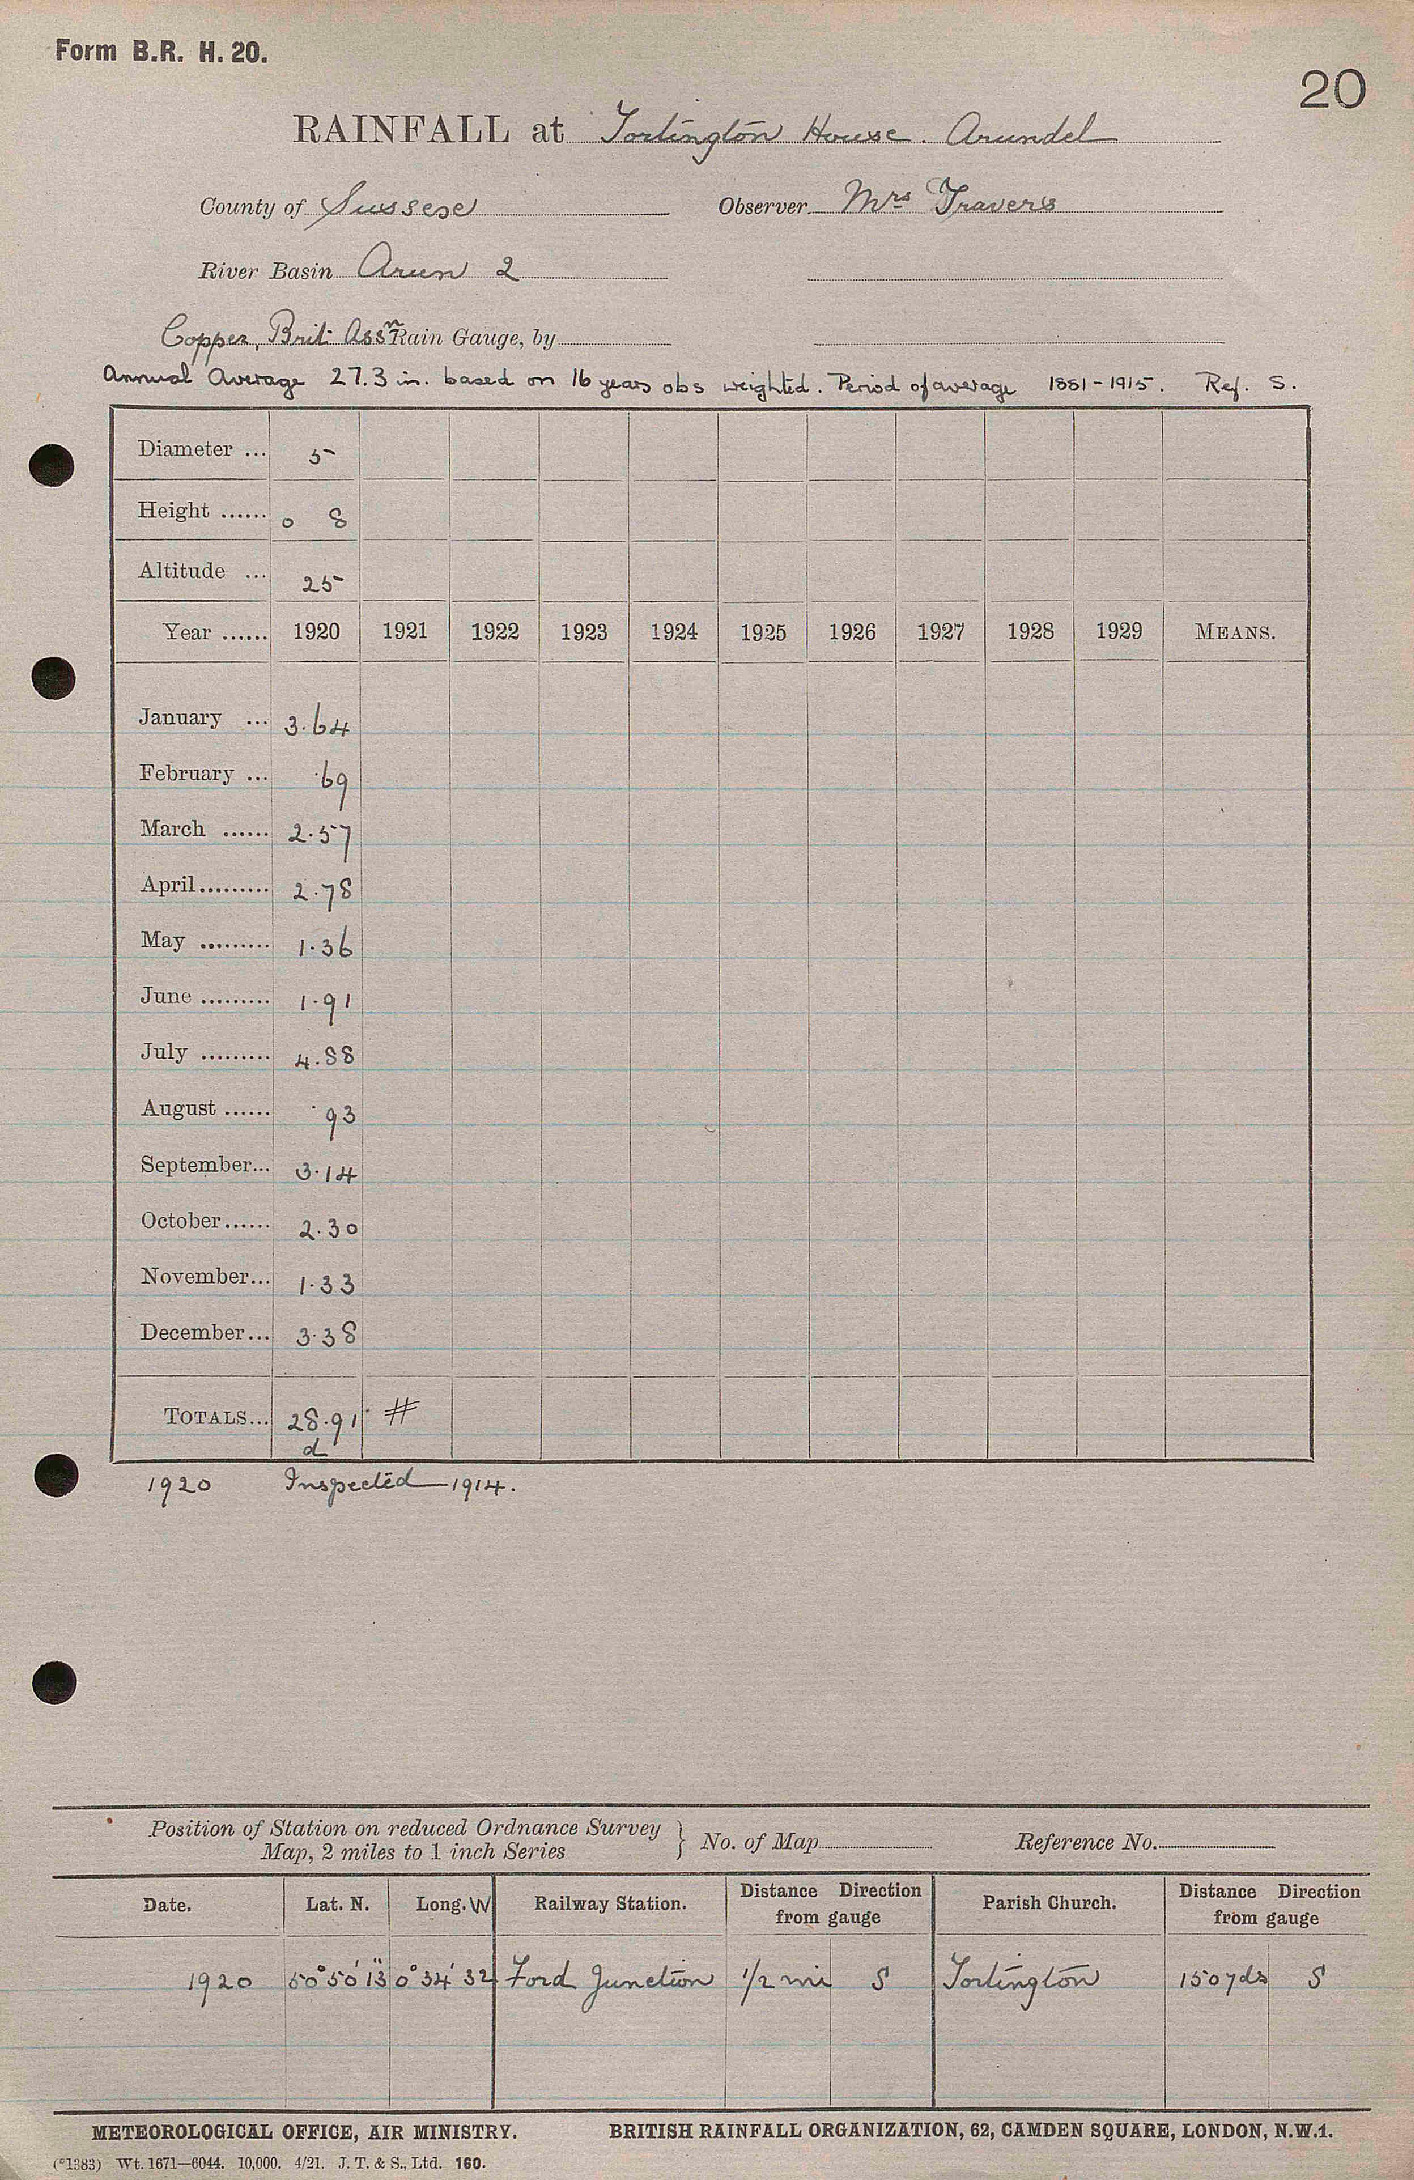 Form B.R. H. 20.
20
RAINFALL at Tortington House. Arundel
County of Sussex Observer Mrs Travers
River Basin Arun 2
Copper, Brit. Assn Rain Gauge, by
Annual Average 27.3 in. based on 16 years obs weighted. Period of average 1881-1915. Ref. S.
Diameter ... 5
Height ...... 0 8
Altitude ... 25
Year ...... 1920 1921 1922 1923 1924 1925 1926 1927 1928 1929 MEANS.
January ... 3.64
February ... .69
March ...... 2.57
April......... 2.78
May ......... 1.36
June ......... 1.91
July ......... 4.88
August ...... .93
September... 3.14
October...... 2.30
November... 1.33
December... 3.38
TOTALS... 28.91 #
d
1920 Inspected 1914.
Position of Station on reduced Ordnance Survey
Map, 2 miles to 1 inch Series } No. of Map Reference No.
Date. Lat. N. Long. W Railway Station. Distance Direction from gauge Parish Church. Distance Direction from gauge
1920 50° 50' 13" 0° 34' 32 Ford Junction 1/2 mi S Tortington 150 yds S
METEOROLOGICAL OFFICE, AIR MINISTRY. BRITISH RAINFALL ORGANIZATION, 62, CAMDEN SQUARE, LONDON, N.W.1.
(*1383) Wt. 1671—6044. 10,000. 4/21. J. T. & S., Ltd. 160.